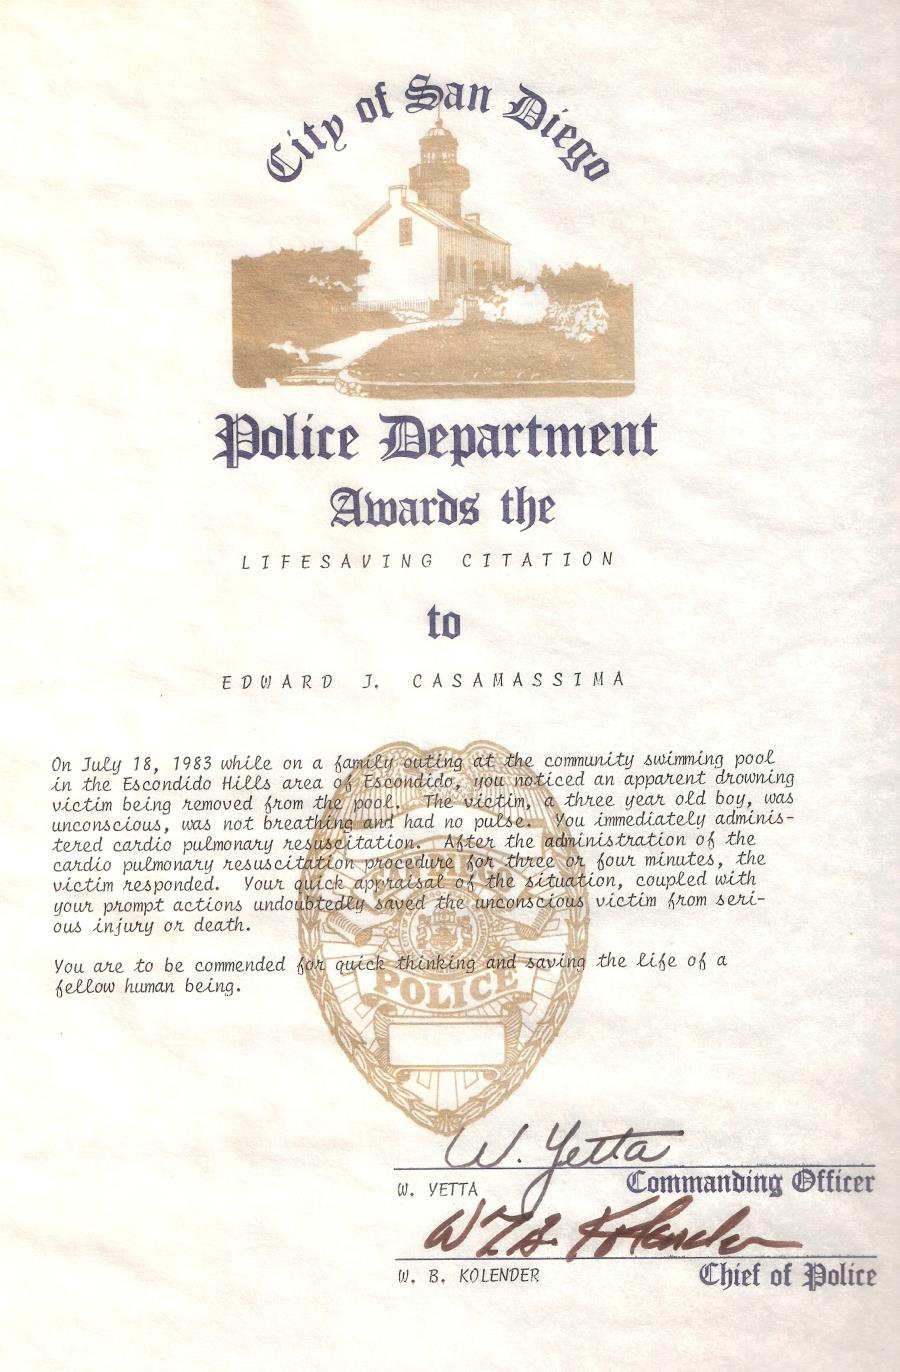 City of San Diego
Police Department
Awards the
LIFESAVING CITATION
to
EDWARD J. CASAMASSIMA
On July 18, 1983 while on a family outing at the community swimming pool
in the Escondido Hills area of Escondido, you noticed an apparent drowning
victim being removed from the pool. The victim, a three year old boy, was
unconscious, was not breathing and had no pulse. You immediately adminis-
tered cardio pulmonary resuscitation. After the administration of the
cardio pulmonary resuscitation procedure for three or four minutes, the
victim responded. Your quick appraisal of the situation, coupled with
your prompt actions undoubtedly saved the unconscious victim from seri-
ous injury or death.
You are to be commended for quick thinking and saving the life of a
fellow human being.
POLICE
W. Yetta
W. YETTA Commanding Officer
W. B. Kolender
W. B. KOLENDER Chief of Police